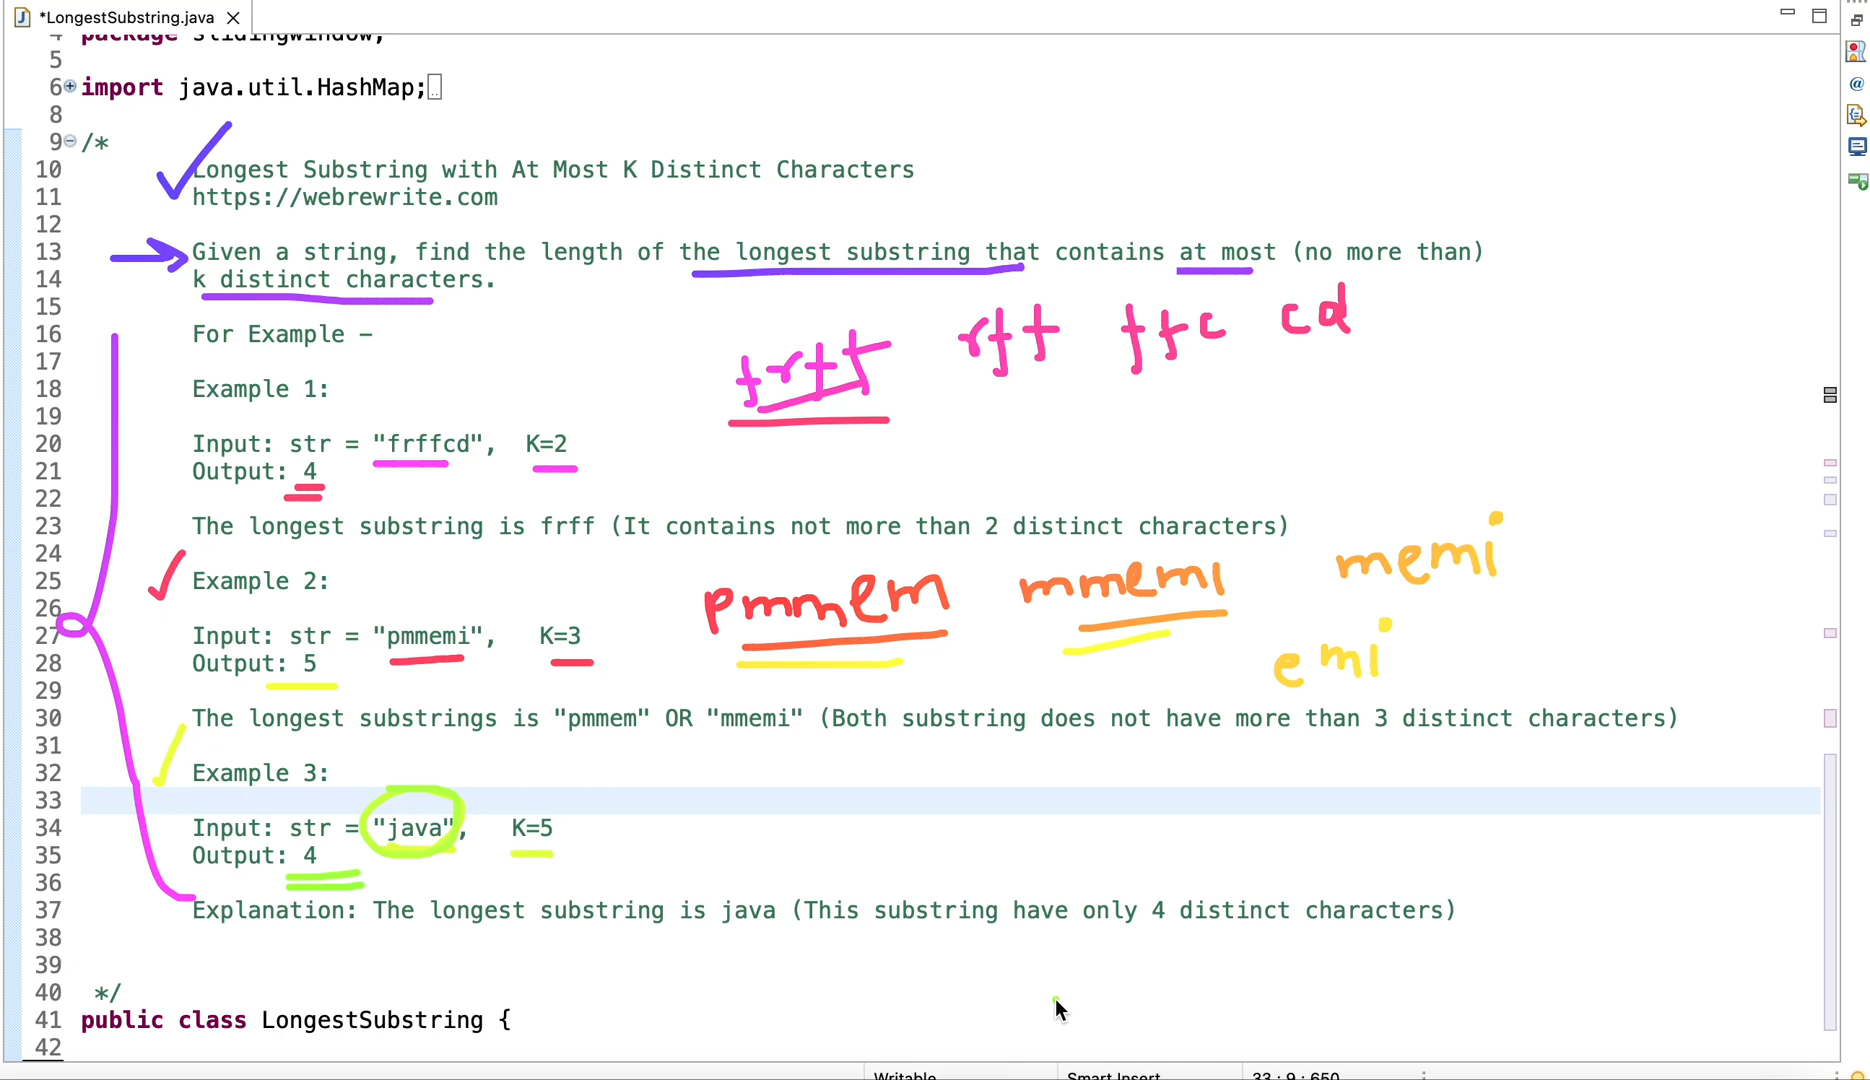 *LongestSubstring.java
4 package slidingwindow;
5
6 import java.util.HashMap;
8
9 /*
10 Longest Substring with At Most K Distinct Characters
11 https://webrewrite.com
12
13 Given a string, find the length of the longest substring that contains at most (no more than)
14 k distinct characters.
15
16 For Example –
17
18 Example 1:
19
frff rff ffc cd
20 Input: str = "frffcd", K=2
21 Output: 4
22
23 The longest substring is frff (It contains not more than 2 distinct characters)
24
25 Example 2:
pmmem mmemi memi
26
27 Input: str = "pmmemi", K=3
28 Output: 5
emi
29
30 The longest substrings is "pmmem" OR "mmemi" (Both substring does not have more than 3 distinct characters)
31
32 Example 3:
33
34 Input: str = "java", K=5
35 Output: 4
36
37 Explanation: The longest substring is java (This substring have only 4 distinct characters)
38
39
40 */
41 public class LongestSubstring {
42
Writable Smart Insert 33 : 9 : 650